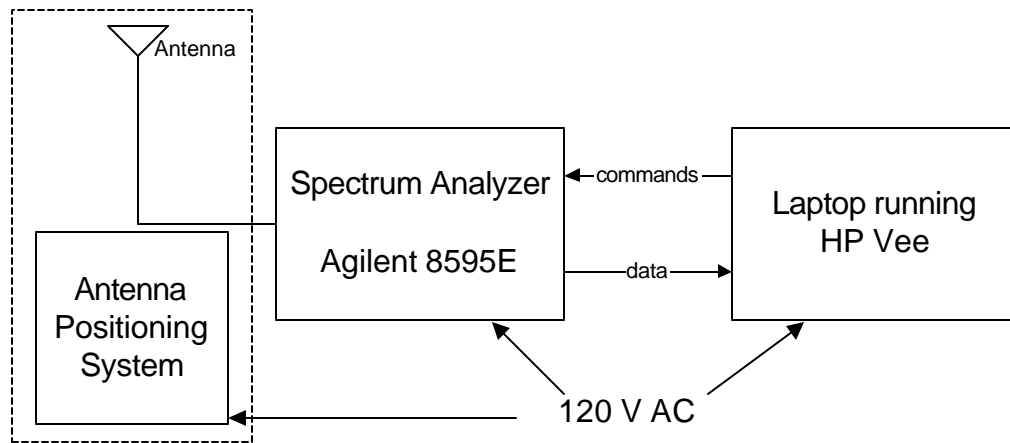 Antenna
Spectrum Analyzer
Agilent 8595E
commands
data
Laptop running
HP Vee
Antenna
Positioning
System
120 V AC